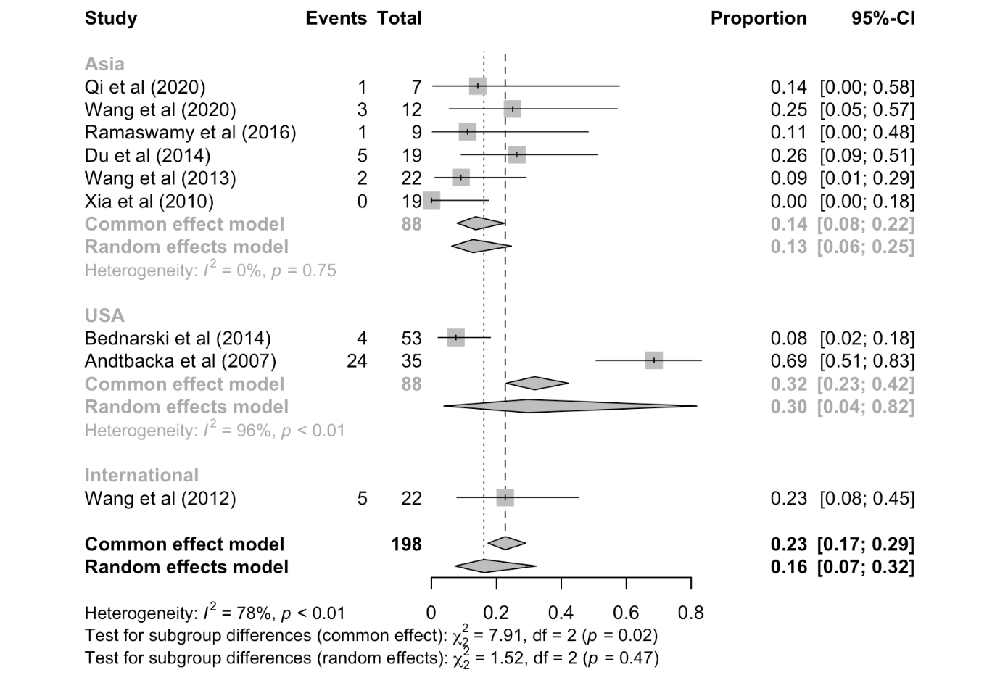 Study Events Total Proportion 95%-CI
Asia
Qi et al (2020) 1 7 0.14 [0.00; 0.58]
Wang et al (2020) 3 12 0.25 [0.05; 0.57]
Ramaswamy et al (2016) 1 9 0.11 [0.00; 0.48]
Du et al (2014) 5 19 0.26 [0.09; 0.51]
Wang et al (2013) 2 22 0.09 [0.01; 0.29]
Xia et al (2010) 0 19 0.00 [0.00; 0.18]
Common effect model 88 0.14 [0.08; 0.22]
Random effects model 0.13 [0.06; 0.25]
Heterogeneity: I² = 0%, p = 0.75
USA
Bednarski et al (2014) 4 53 0.08 [0.02; 0.18]
Andtbacka et al (2007) 24 35 0.69 [0.51; 0.83]
Common effect model 88 0.32 [0.23; 0.42]
Random effects model 0.30 [0.04; 0.82]
Heterogeneity: I² = 96%, p < 0.01
International
Wang et al (2012) 5 22 0.23 [0.08; 0.45]
Common effect model 198 0.23 [0.17; 0.29]
Random effects model 0.16 [0.07; 0.32]
Heterogeneity: I² = 78%, p < 0.01 0 0.2 0.4 0.6 0.8
Test for subgroup differences (common effect): χ₂² = 7.91, df = 2 (p = 0.02)
Test for subgroup differences (random effects): χ₂² = 1.52, df = 2 (p = 0.47)